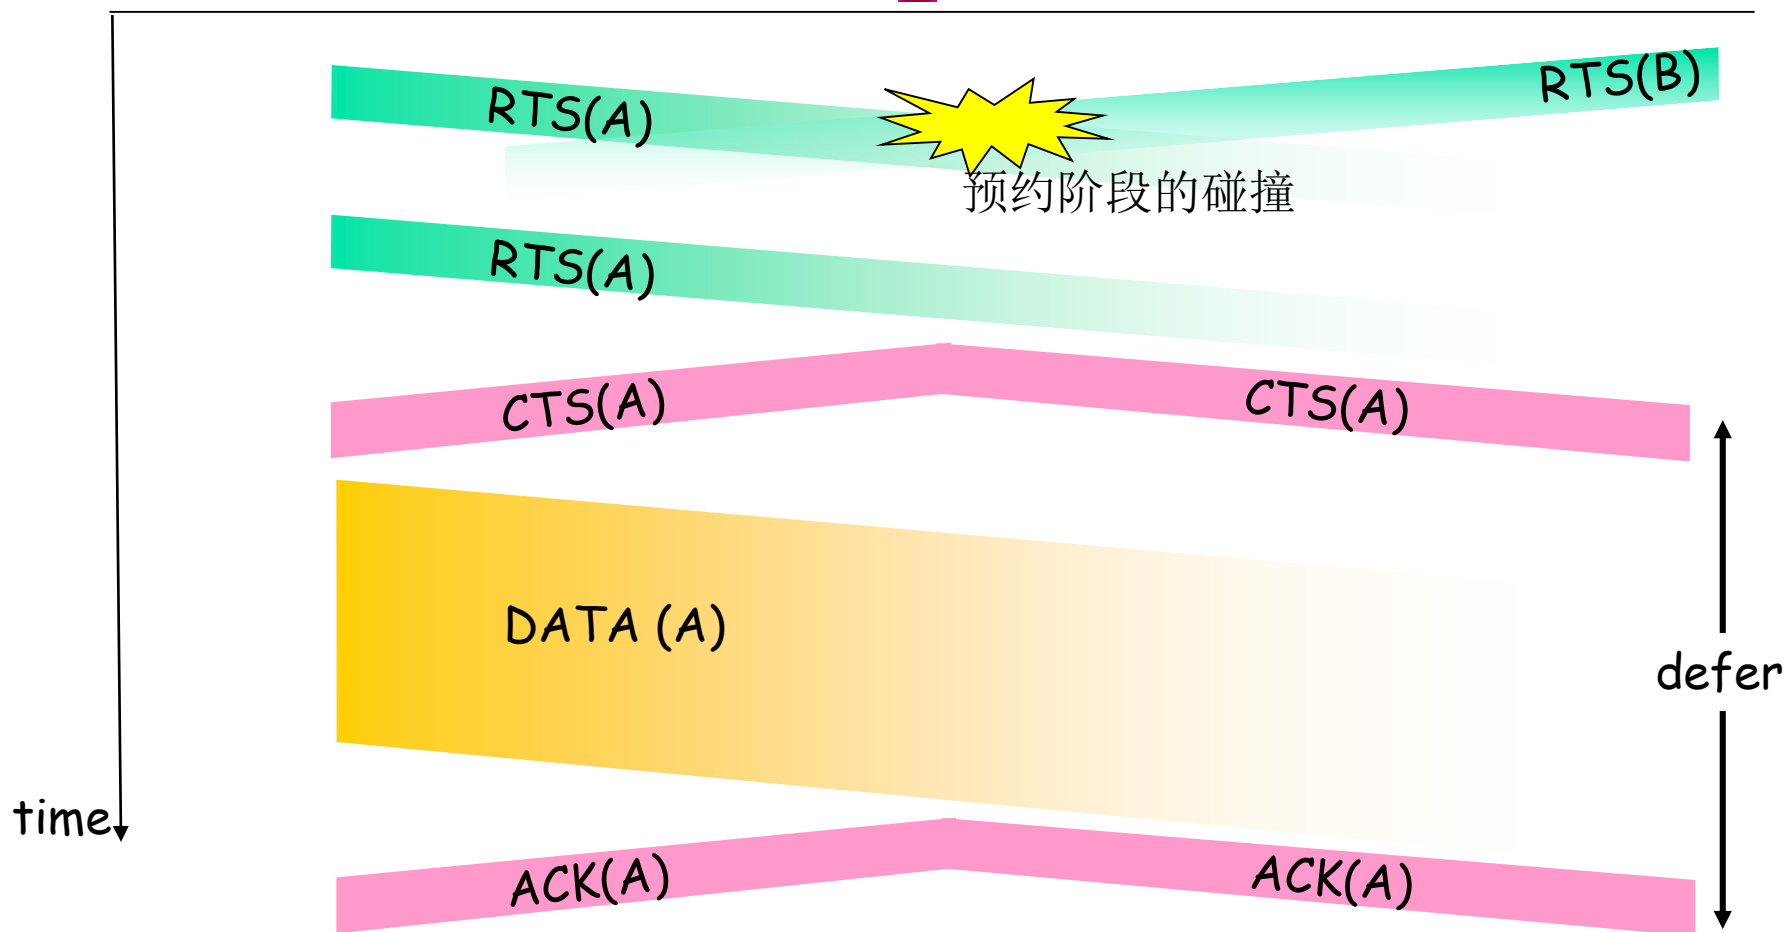 RTS(A)
RTS(B)
预约阶段的碰撞
RTS(A)
CTS(A)
CTS(A)
DATA (A)
defer
time
ACK(A)
ACK(A)